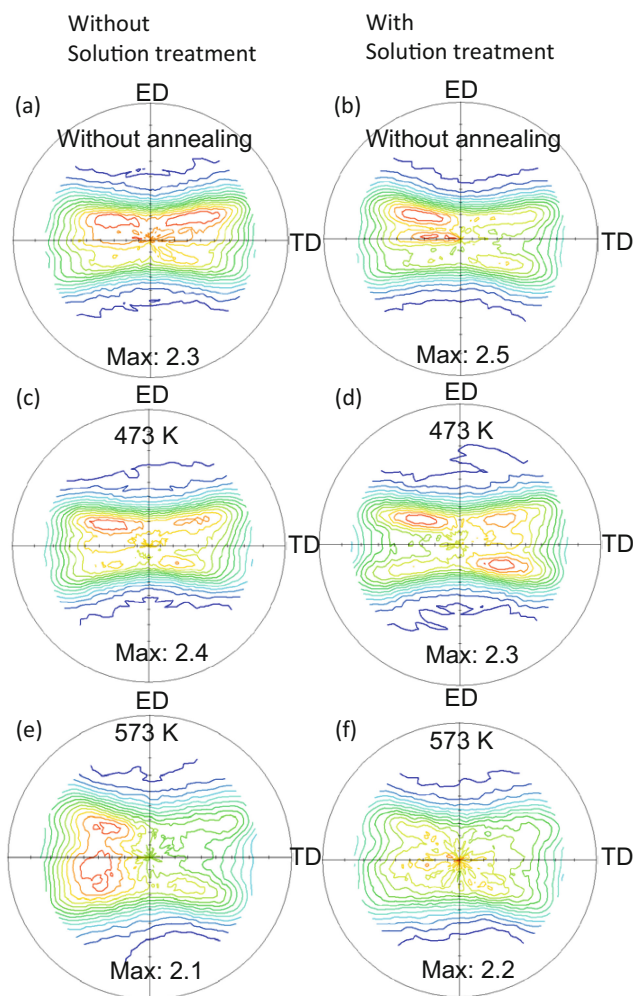 Without
Solution treatment
With
Solution treatment
(a)
ED
Without annealing
TD
Max: 2.3
(b)
ED
Without annealing
TD
Max: 2.5
(c)
ED
473 K
TD
Max: 2.4
(d)
ED
473 K
TD
Max: 2.3
(e)
ED
573 K
TD
Max: 2.1
(f)
ED
573 K
TD
Max: 2.2